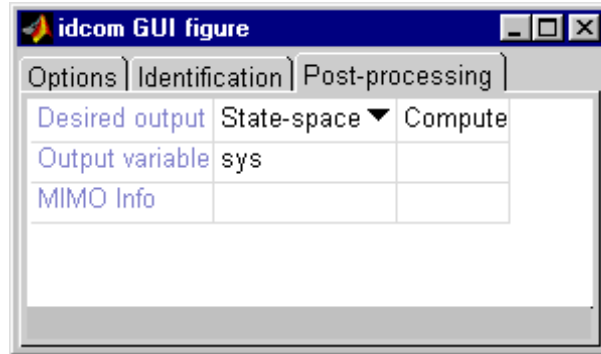 idcom GUI figure
Options Identification Post-processing
Desired output State-space Compute
Output variable sys
MIMO Info